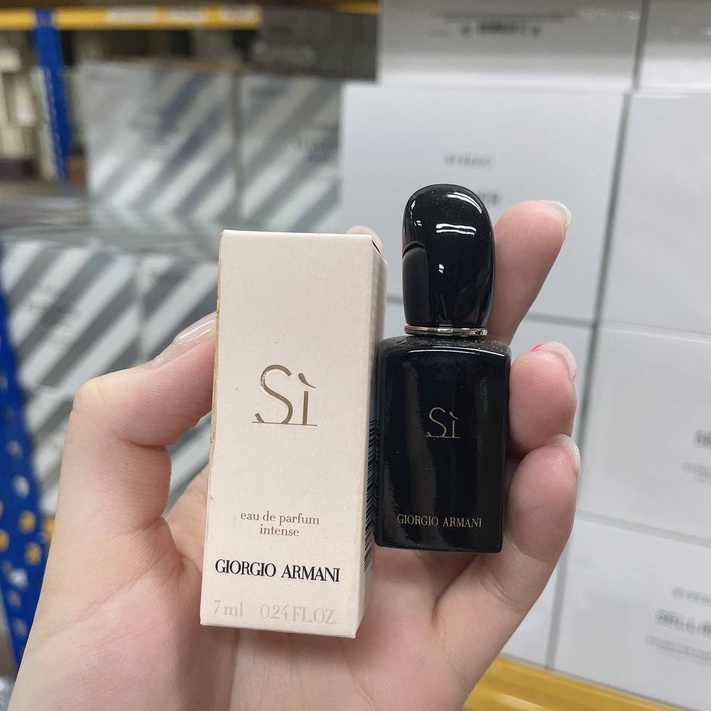 Sì
eau de parfum
intense
GIORGIO ARMANI
7 ml 0.24 FL.OZ
Sì
GIORGIO ARMANI